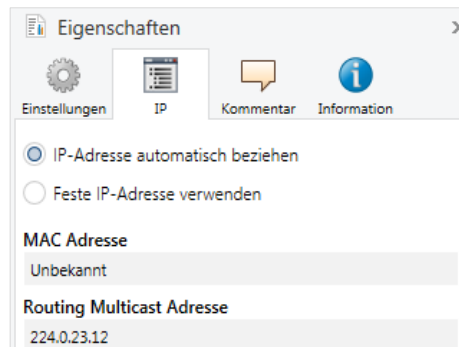 Eigenschaften
Einstellungen IP Kommentar Information
IP-Adresse automatisch beziehen
Feste IP-Adresse verwenden
MAC Adresse
Unbekannt
Routing Multicast Adresse
224.0.23.12